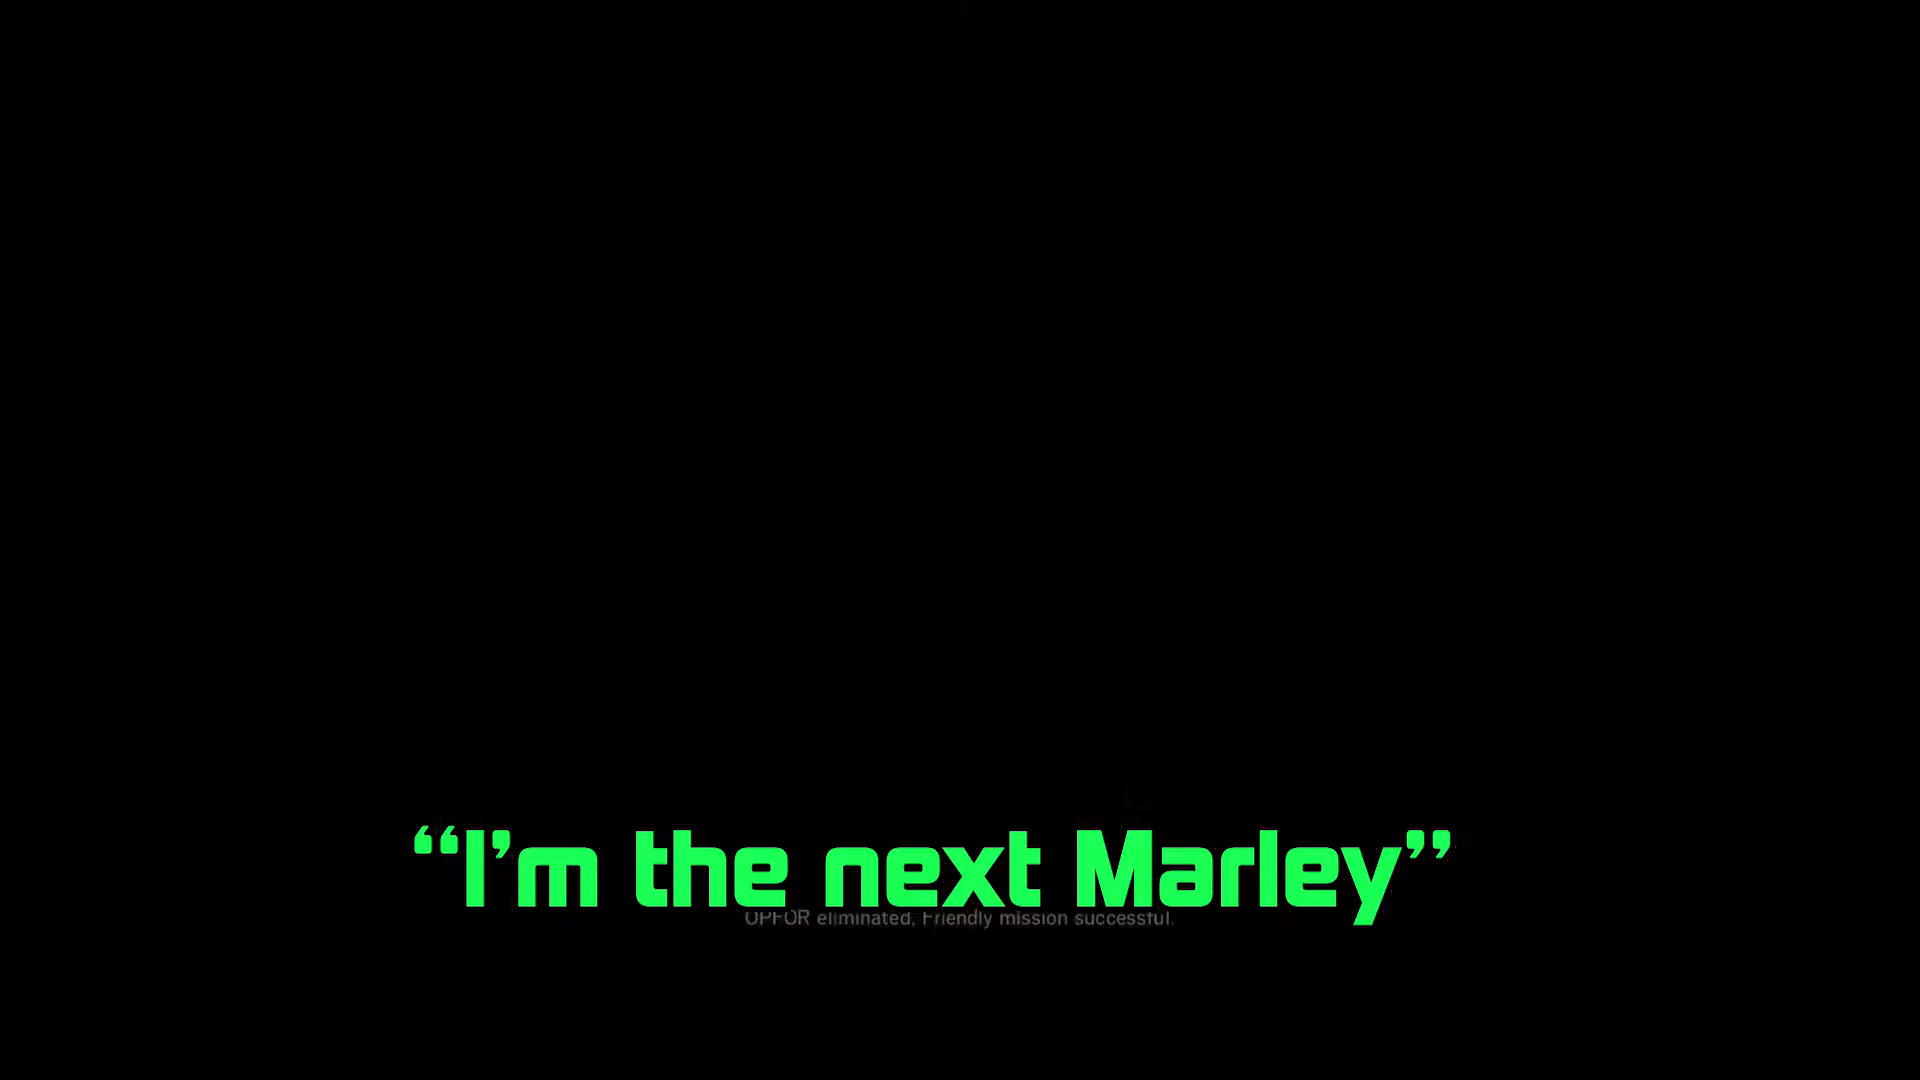 “I’m the next Marley”
OPFOR eliminated, Friendly mission successful.